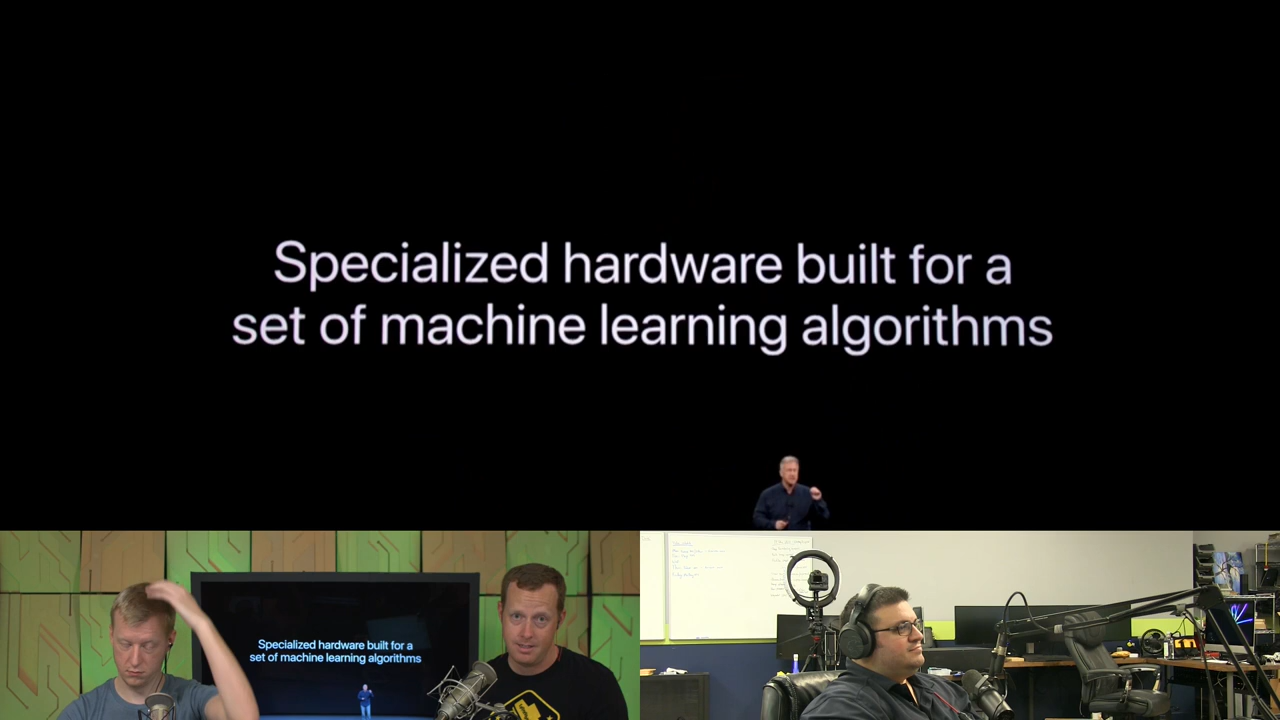 Specialized hardware built for a
set of machine learning algorithms
Specialized hardware built for a
set of machine learning algorithms